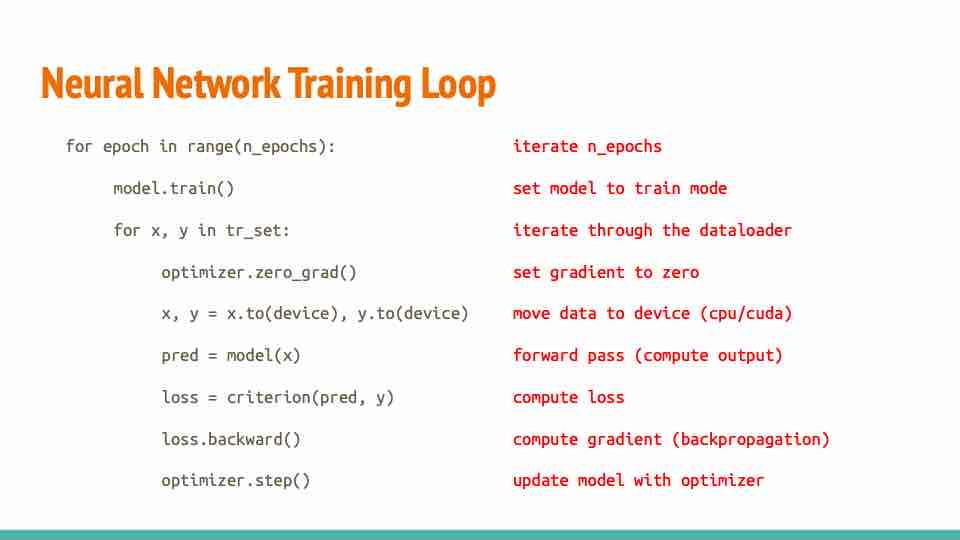 Neural Network Training Loop
for epoch in range(n_epochs): iterate n_epochs
model.train() set model to train mode
for x, y in tr_set: iterate through the dataloader
optimizer.zero_grad() set gradient to zero
x, y = x.to(device), y.to(device) move data to device (cpu/cuda)
pred = model(x) forward pass (compute output)
loss = criterion(pred, y) compute loss
loss.backward() compute gradient (backpropagation)
optimizer.step() update model with optimizer